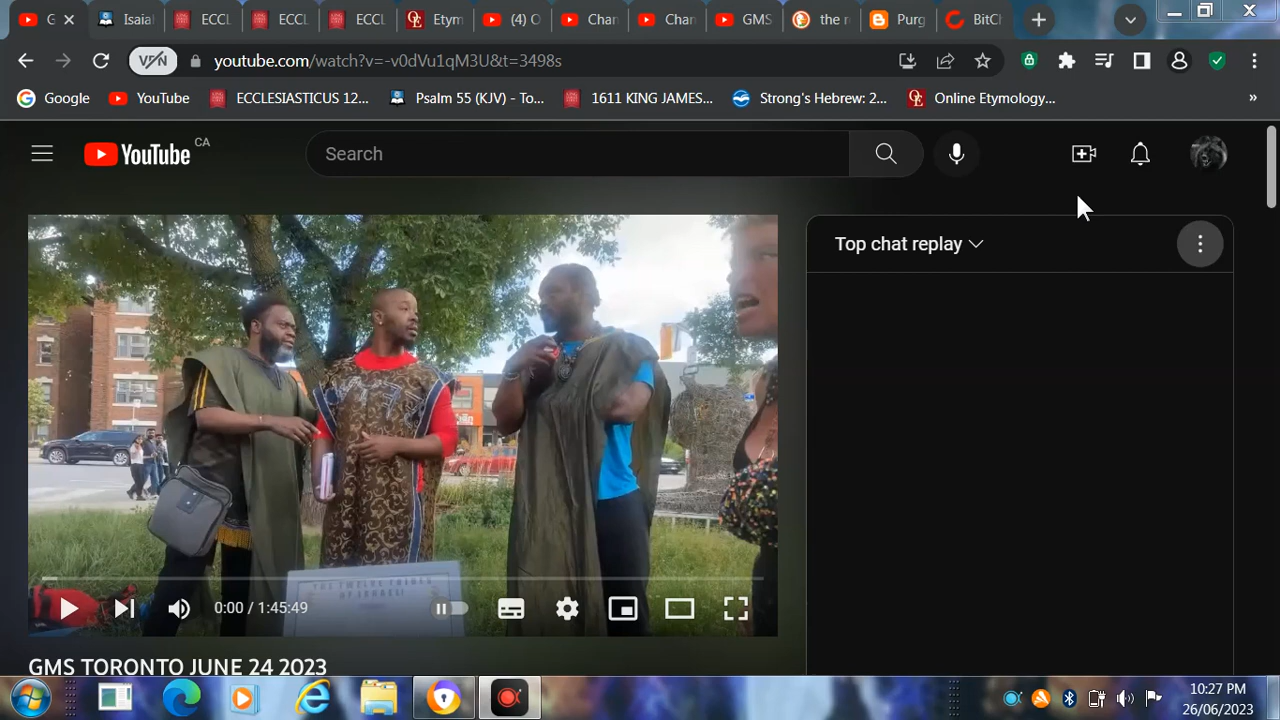 G
Isaial
ECCL
ECCL
ECCL
Etym
(4) C
Chan
Chan
GMS
the r
Purg
BitCh
VPN
youtube.com/watch?v=-v0dVu1qM3U&t=3498s
Google
YouTube
ECCLESIASTICUS 12...
Psalm 55 (KJV) - To...
1611 KING JAMES...
Strong's Hebrew: 2...
Online Etymology...
»
YouTube CA
Search
Top chat replay
THE TWELVE TRIBES
OF ISRAEL
0:00 / 1:45:49
GMS TORONTO JUNE 24 2023
10:27 PM
26/06/2023